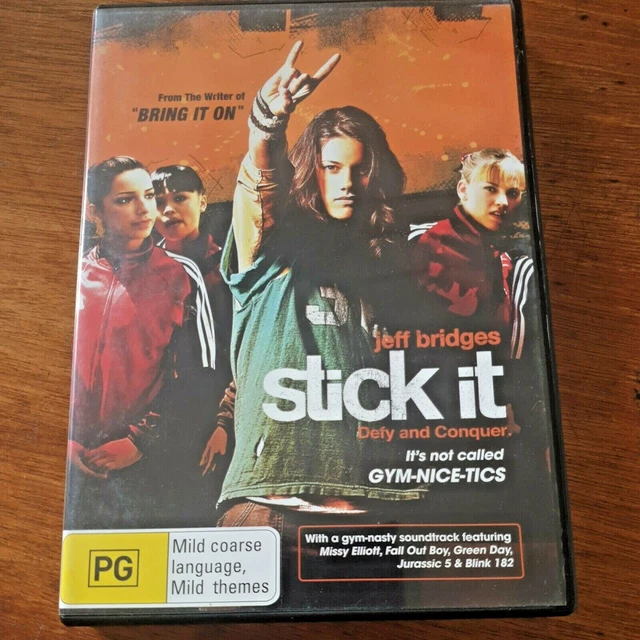 From The Writer of
"BRING IT ON"
5
jeff bridges
stick it
Defy and Conquer.
It's not called
GYM-NICE-TICS
With a gym-nasty soundtrack featuring
Missy Elliott, Fall Out Boy, Green Day,
Jurassic 5 & Blink 182
PG
Mild coarse
language,
Mild themes